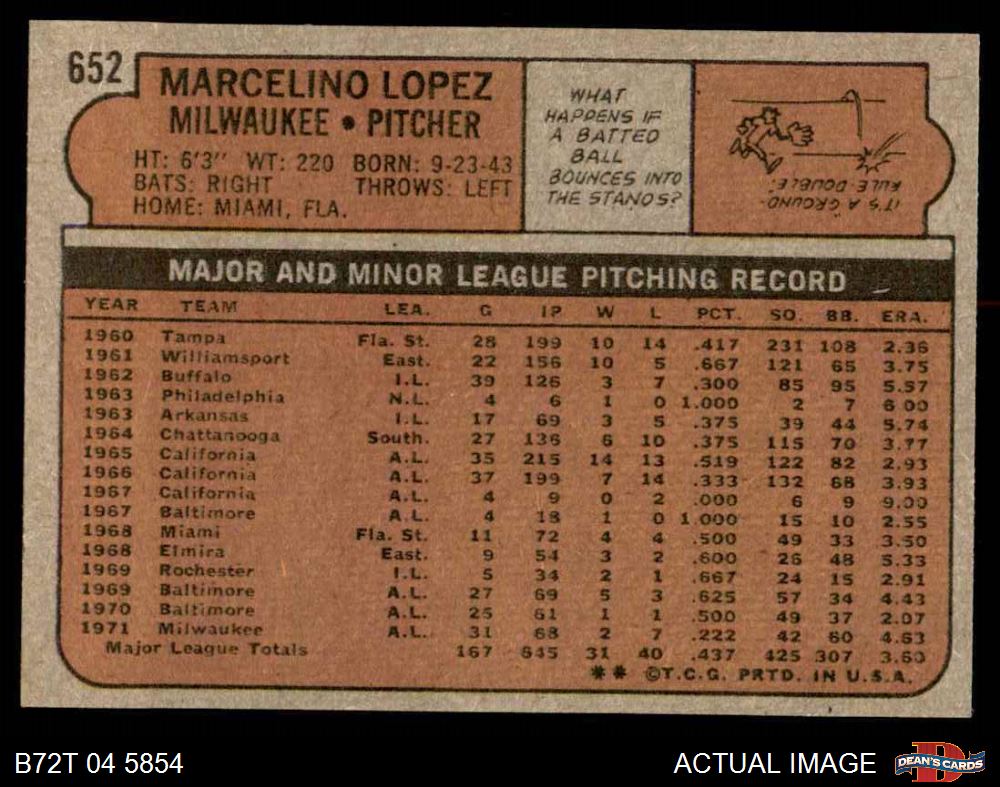 652
MARCELINO LOPEZ
MILWAUKEE • PITCHER
HT: 6'3" WT: 220 BORN: 9-23-43
BATS: RIGHT THROWS: LEFT
HOME: MIAMI, FLA.
WHAT
HAPPENS IF
A BATTED
BALL
BOUNCES INTO
THE STANDS?
IT'S A GROUND-
RULE DOUBLE.
MAJOR AND MINOR LEAGUE PITCHING RECORD
YEAR TEAM LEA. G IP W L PCT. SO. BB. ERA.
1960 Tampa Fla. St. 28 199 10 14 .417 231 108 2.36
1961 Williamsport East. 22 156 10 5 .667 121 65 3.75
1962 Buffalo I.L. 39 126 3 7 .300 85 95 5.57
1963 Philadelphia N.L. 4 6 1 0 1.000 2 7 6.00
1963 Arkansas I.L. 17 69 3 5 .375 39 44 5.74
1964 Chattanooga South. 27 136 6 10 .375 115 70 3.77
1965 California A.L. 35 215 14 13 .519 122 82 2.93
1966 California A.L. 37 199 7 14 .333 132 68 3.93
1967 California A.L. 4 9 0 2 .000 6 9 9.00
1967 Baltimore A.L. 4 18 1 0 1.000 15 10 2.55
1968 Miami Fla. St. 11 72 4 4 .500 49 33 3.50
1968 Elmira East. 9 54 3 2 .600 26 48 5.33
1969 Rochester I.L. 5 34 2 1 .667 24 15 2.91
1969 Baltimore A.L. 27 69 5 3 .625 57 34 4.43
1970 Baltimore A.L. 25 61 1 1 .500 49 37 2.07
1971 Milwaukee A.L. 31 68 2 7 .222 42 60 4.63
Major League Totals 167 645 31 40 .437 425 307 3.60
** ©T.C.G. PRTD. IN U.S.A.
B72T 04 5854
ACTUAL IMAGE
D
DEAN'S CARDS